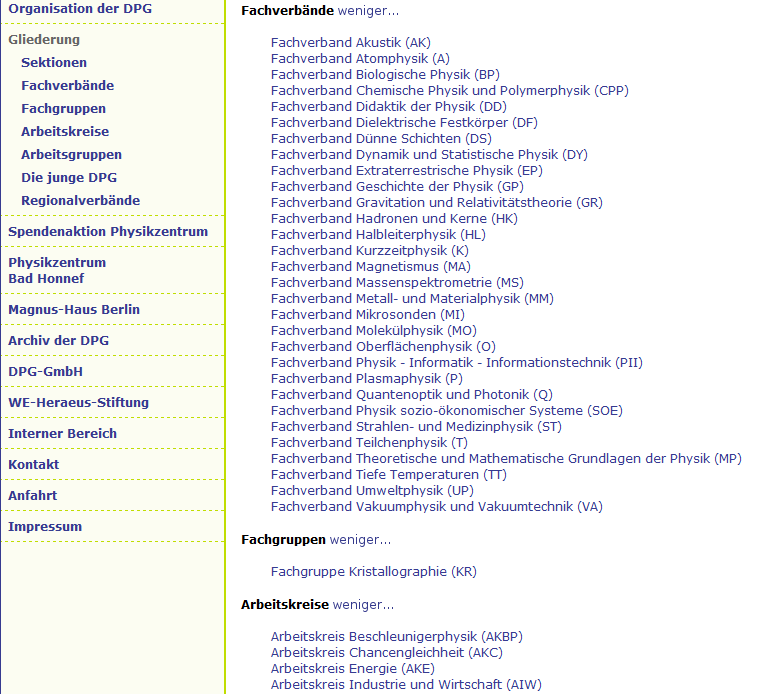 Organisation der DPG
Gliederung
Sektionen
Fachverbände
Fachgruppen
Arbeitskreise
Arbeitsgruppen
Die junge DPG
Regionalverbände
Spendenaktion Physikzentrum
Physikzentrum
Bad Honnef
Magnus-Haus Berlin
Archiv der DPG
DPG-GmbH
WE-Heraeus-Stiftung
Interner Bereich
Kontakt
Anfahrt
Impressum
Fachverbände weniger...
Fachverband Akustik (AK)
Fachverband Atomphysik (A)
Fachverband Biologische Physik (BP)
Fachverband Chemische Physik und Polymerphysik (CPP)
Fachverband Didaktik der Physik (DD)
Fachverband Dielektrische Festkörper (DF)
Fachverband Dünne Schichten (DS)
Fachverband Dynamik und Statistische Physik (DY)
Fachverband Extraterrestrische Physik (EP)
Fachverband Geschichte der Physik (GP)
Fachverband Gravitation und Relativitätstheorie (GR)
Fachverband Hadronen und Kerne (HK)
Fachverband Halbleiterphysik (HL)
Fachverband Kurzzeitphysik (K)
Fachverband Magnetismus (MA)
Fachverband Massenspektrometrie (MS)
Fachverband Metall- und Materialphysik (MM)
Fachverband Mikrosonden (MI)
Fachverband Molekülphysik (MO)
Fachverband Oberflächenphysik (O)
Fachverband Physik - Informatik - Informationstechnik (PII)
Fachverband Plasmaphysik (P)
Fachverband Quantenoptik und Photonik (Q)
Fachverband Physik sozio-ökonomischer Systeme (SOE)
Fachverband Strahlen- und Medizinphysik (ST)
Fachverband Teilchenphysik (T)
Fachverband Theoretische und Mathematische Grundlagen der Physik (MP)
Fachverband Tiefe Temperaturen (TT)
Fachverband Umweltphysik (UP)
Fachverband Vakuumphysik und Vakuumtechnik (VA)
Fachgruppen weniger...
Fachgruppe Kristallographie (KR)
Arbeitskreise weniger...
Arbeitskreis Beschleunigerphysik (AKBP)
Arbeitskreis Chancengleichheit (AKC)
Arbeitskreis Energie (AKE)
Arbeitskreis Industrie und Wirtschaft (AIW)